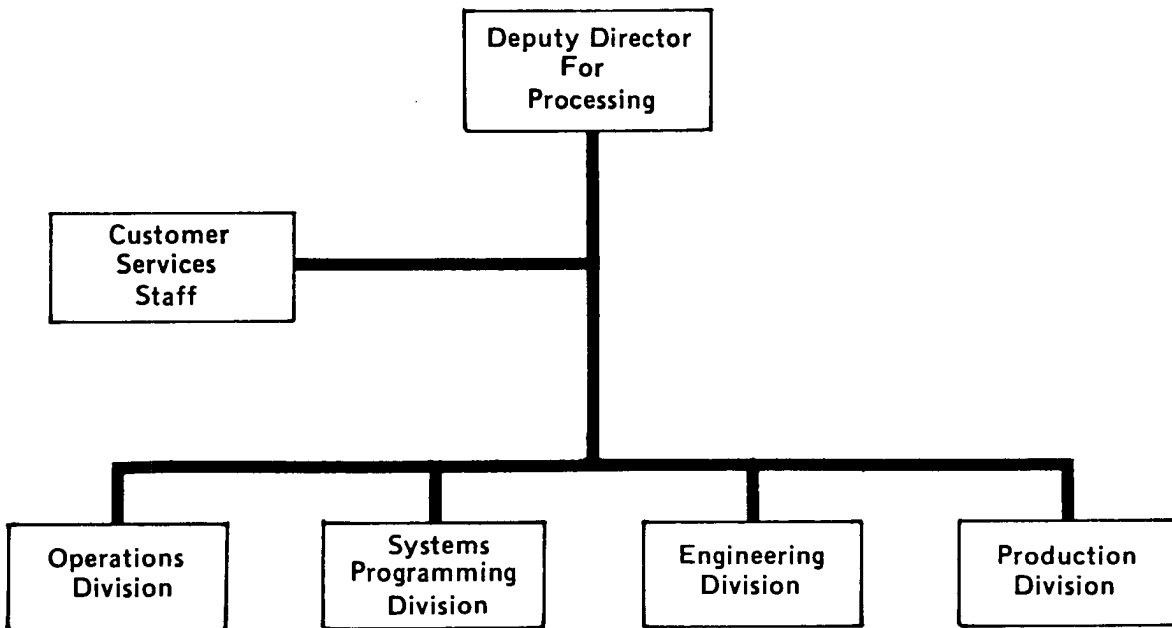 Deputy Director
For
Processing
Customer
Services
Staff
Operations
Division
Systems
Programming
Division
Engineering
Division
Production
Division